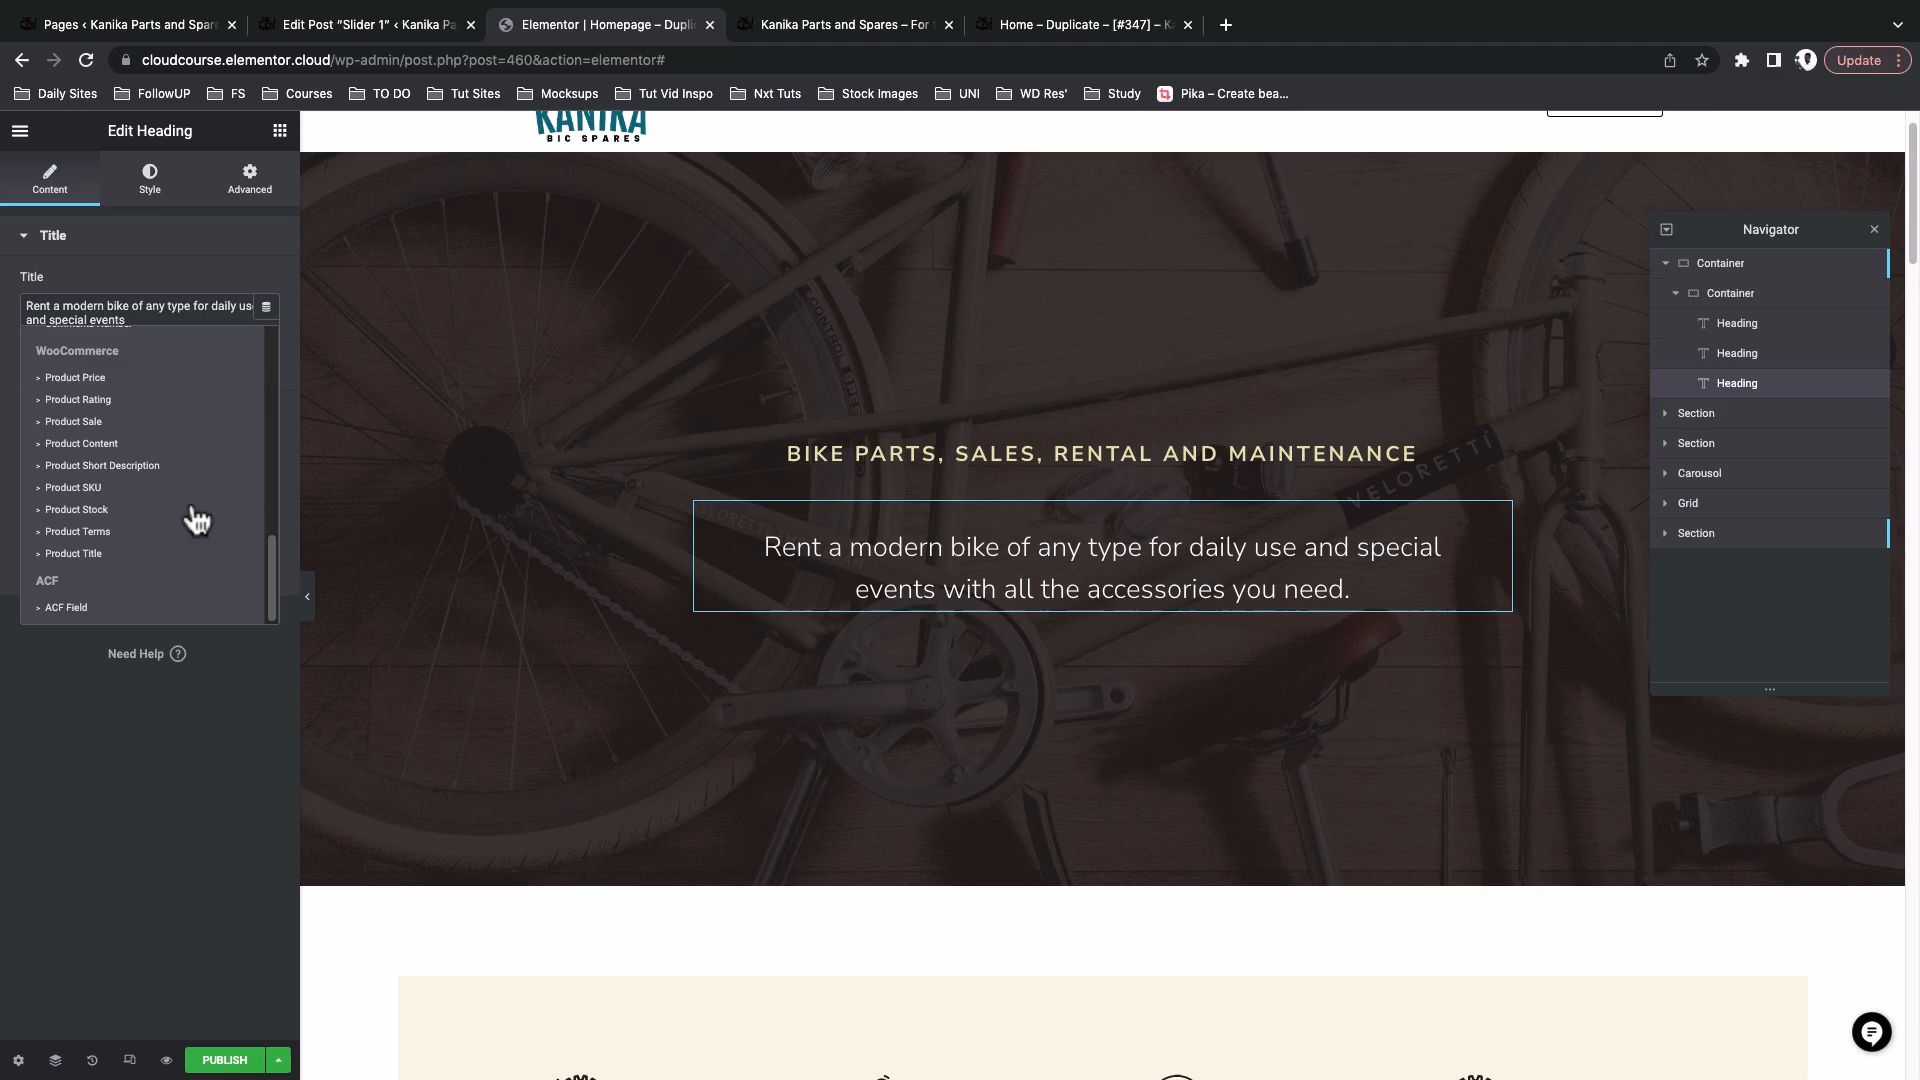 Pages ‹ Kanika Parts and Spare
Edit Post “Slider 1” ‹ Kanika Pa
Elementor | Homepage – Dupli
Kanika Parts and Spares – For t
Home – Duplicate – [#347] – K
cloudcourse.elementor.cloud/wp-admin/post.php?post=460&action=elementor#
Update
Daily Sites
FollowUP
FS
Courses
TO DO
Tut Sites
Mocksups
Tut Vid Inspo
Nxt Tuts
Stock Images
UNI
WD Res'
Study
Pika – Create bea...
Edit Heading
Content
Style
Advanced
Title
Title
Rent a modern bike of any type for daily us
and special events
WooCommerce
> Product Price
> Product Rating
> Product Sale
> Product Content
> Product Short Description
> Product SKU
> Product Stock
> Product Terms
> Product Title
ACF
> ACF Field
Need Help ?
PUBLISH
KANIKA
BIC SPARES
BIKE PARTS, SALES, RENTAL AND MAINTENANCE
Rent a modern bike of any type for daily use and special
events with all the accessories you need.
VELORETTI
VELORETTI
Navigator
Container
Container
Heading
Heading
Heading
Section
Section
Carousol
Grid
Section